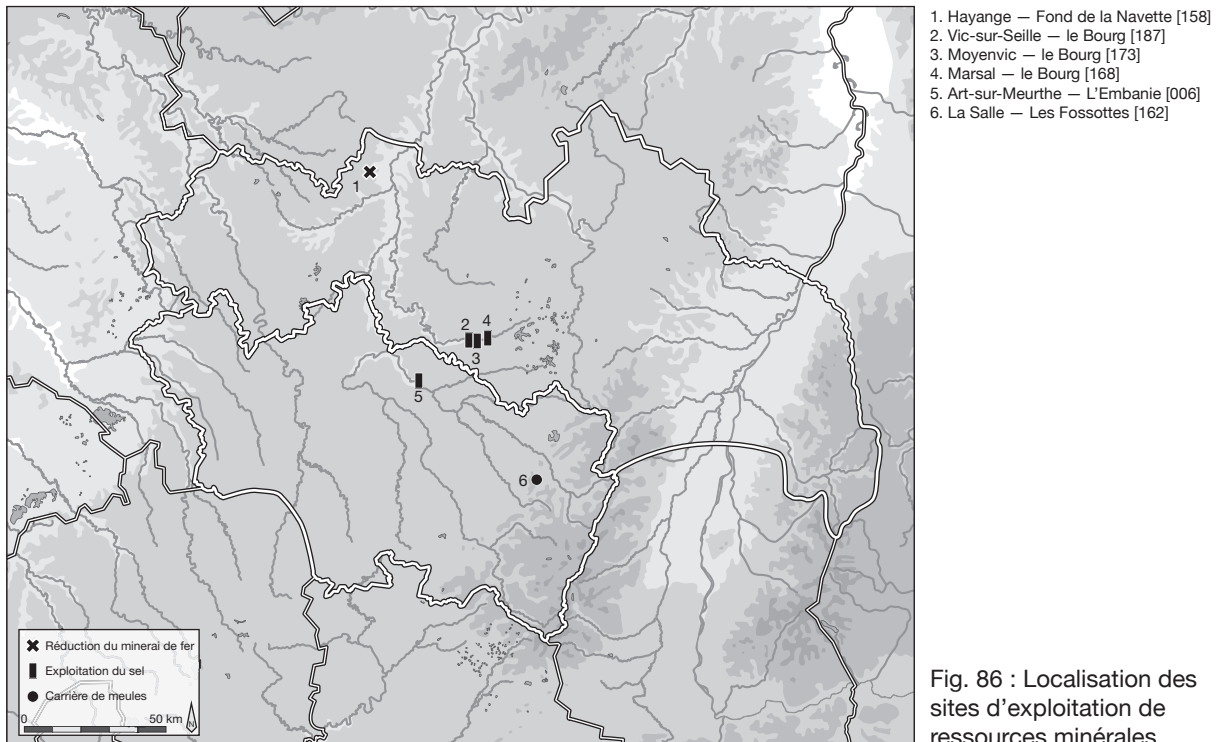 1. Hayange — Fond de la Navette [158]
2. Vic-sur-Seille — le Bourg [187]
3. Moyenvic — le Bourg [173]
4. Marsal — le Bourg [168]
5. Art-sur-Meurthe — L'Embanie [006]
6. La Salle — Les Fossottes [162]
1
2
4
3
5
6
Réduction du minerai de fer
Exploitation du sel
Carrière de meules
0 50 km
N
Fig. 86 : Localisation des
sites d'exploitation de
ressources minérales